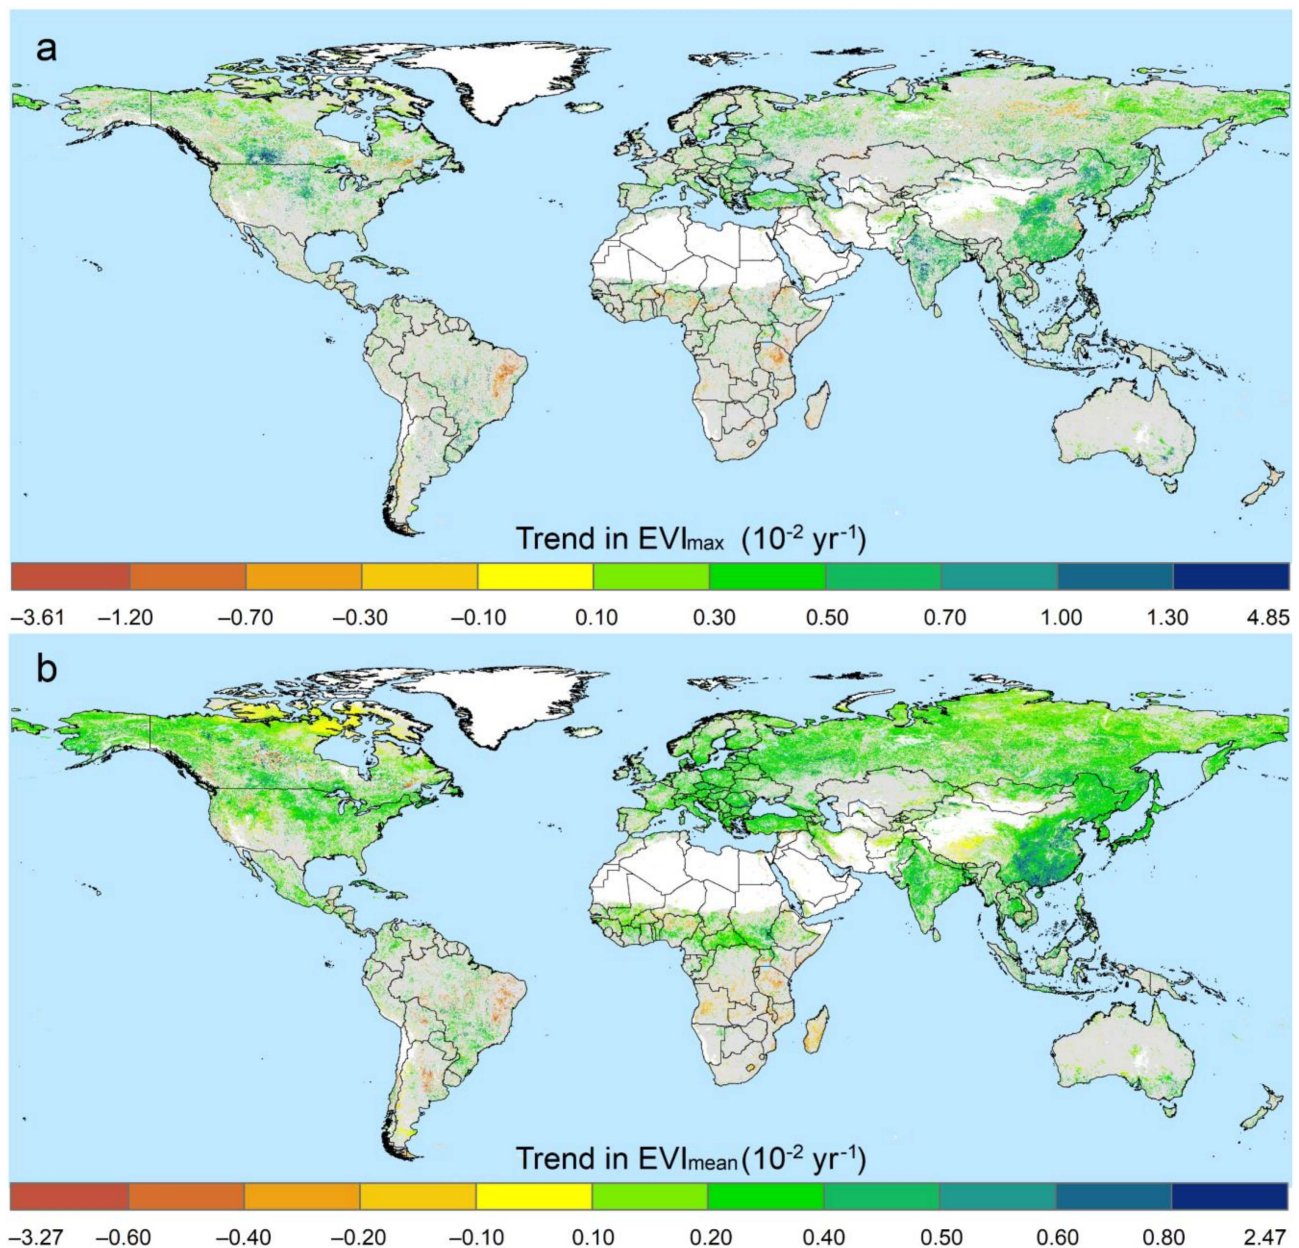 a
Trend in EVImax (10-2 yr-1)
–3.61 –1.20 –0.70 –0.30 –0.10 0.10 0.30 0.50 0.70 1.00 1.30 4.85
b
Trend in EVImean (10-2 yr-1)
–3.27 –0.60 –0.40 –0.20 –0.10 0.10 0.20 0.40 0.50 0.60 0.80 2.47